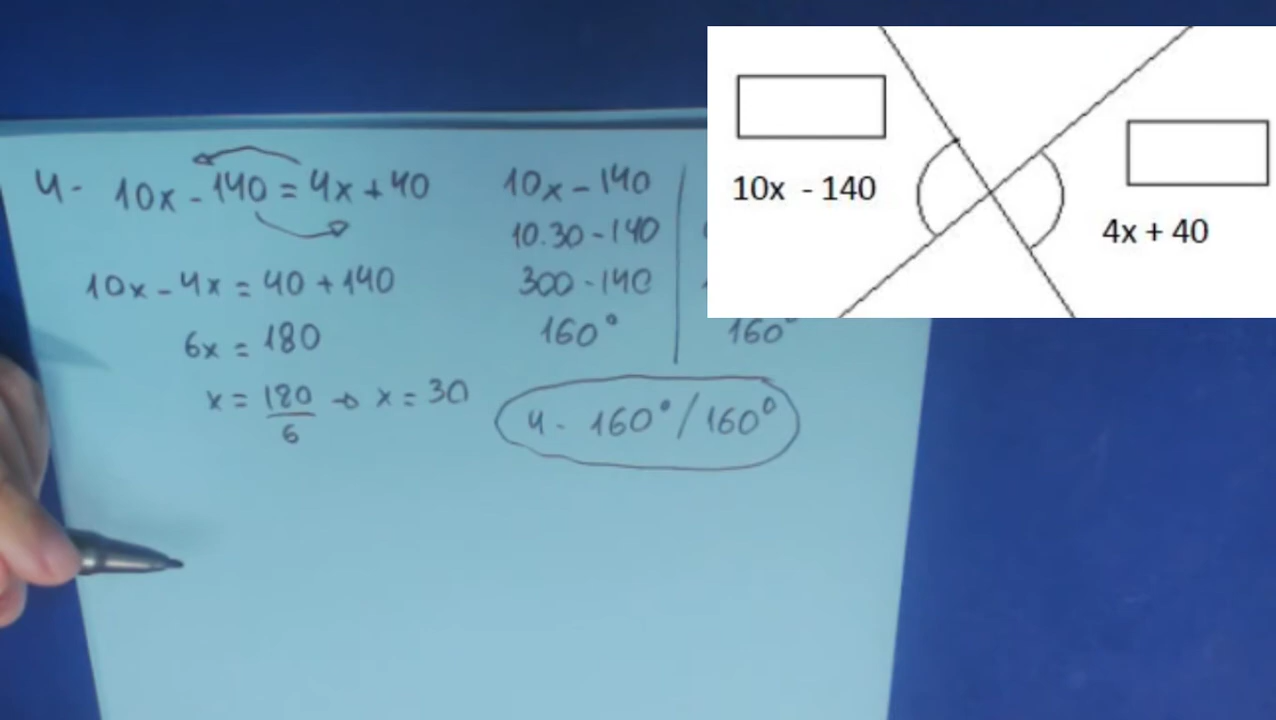 4- 10x - 140 = 4x + 40
10x - 4x = 40 + 140
6x = 180
x = 180/6 → x = 30
10x - 140
10.30 - 140
300 - 140
160°
160°
4- 160° / 160°
10x - 140
4x + 40